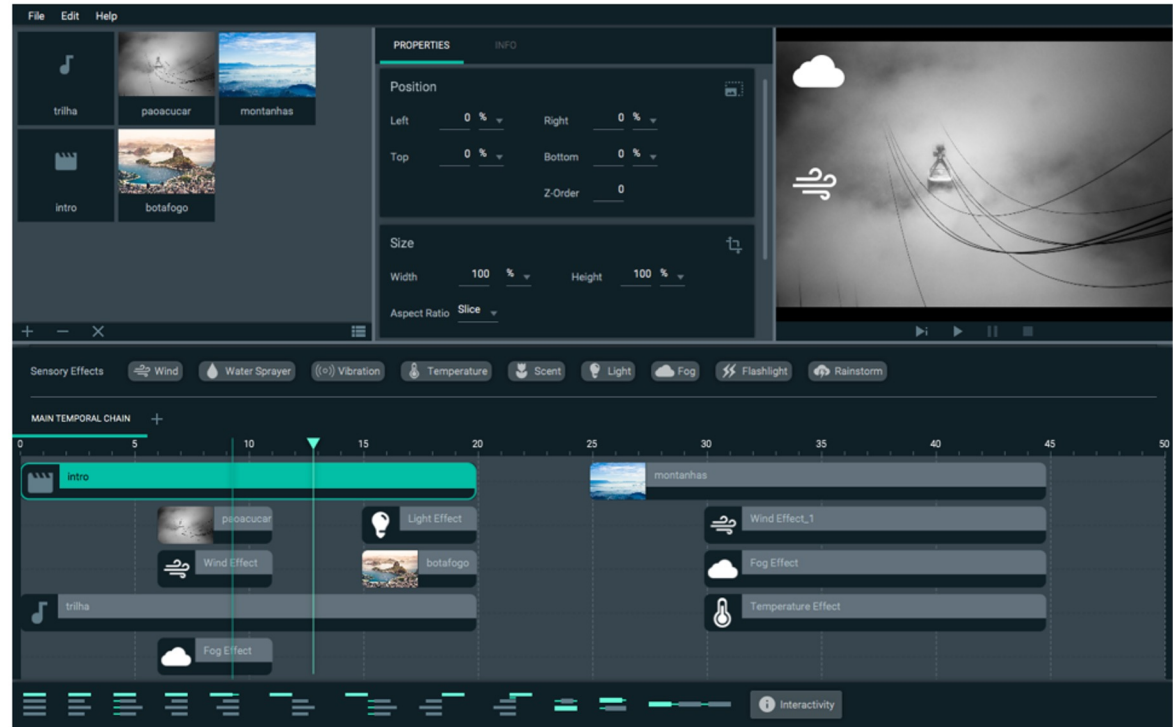 File Edit Help
trilha paoacucar montanhas
intro botafogo
PROPERTIES INFO
Position
Left 0 % Right 0 %
Top 0 % Bottom 0 %
Z-Order 0
Size
Width 100 % Height 100 %
Aspect Ratio Slice
Sensory Effects Wind Water Sprayer Vibration Temperature Scent Light Fog Flashlight Rainstorm
MAIN TEMPORAL CHAIN
0 5 10 15 20 25 30 35 40 45 50
intro montanhas
paoacucar Light Effect Wind Effect_1
Wind Effect botafogo Fog Effect
trilha Temperature Effect
Fog Effect
Interactivity